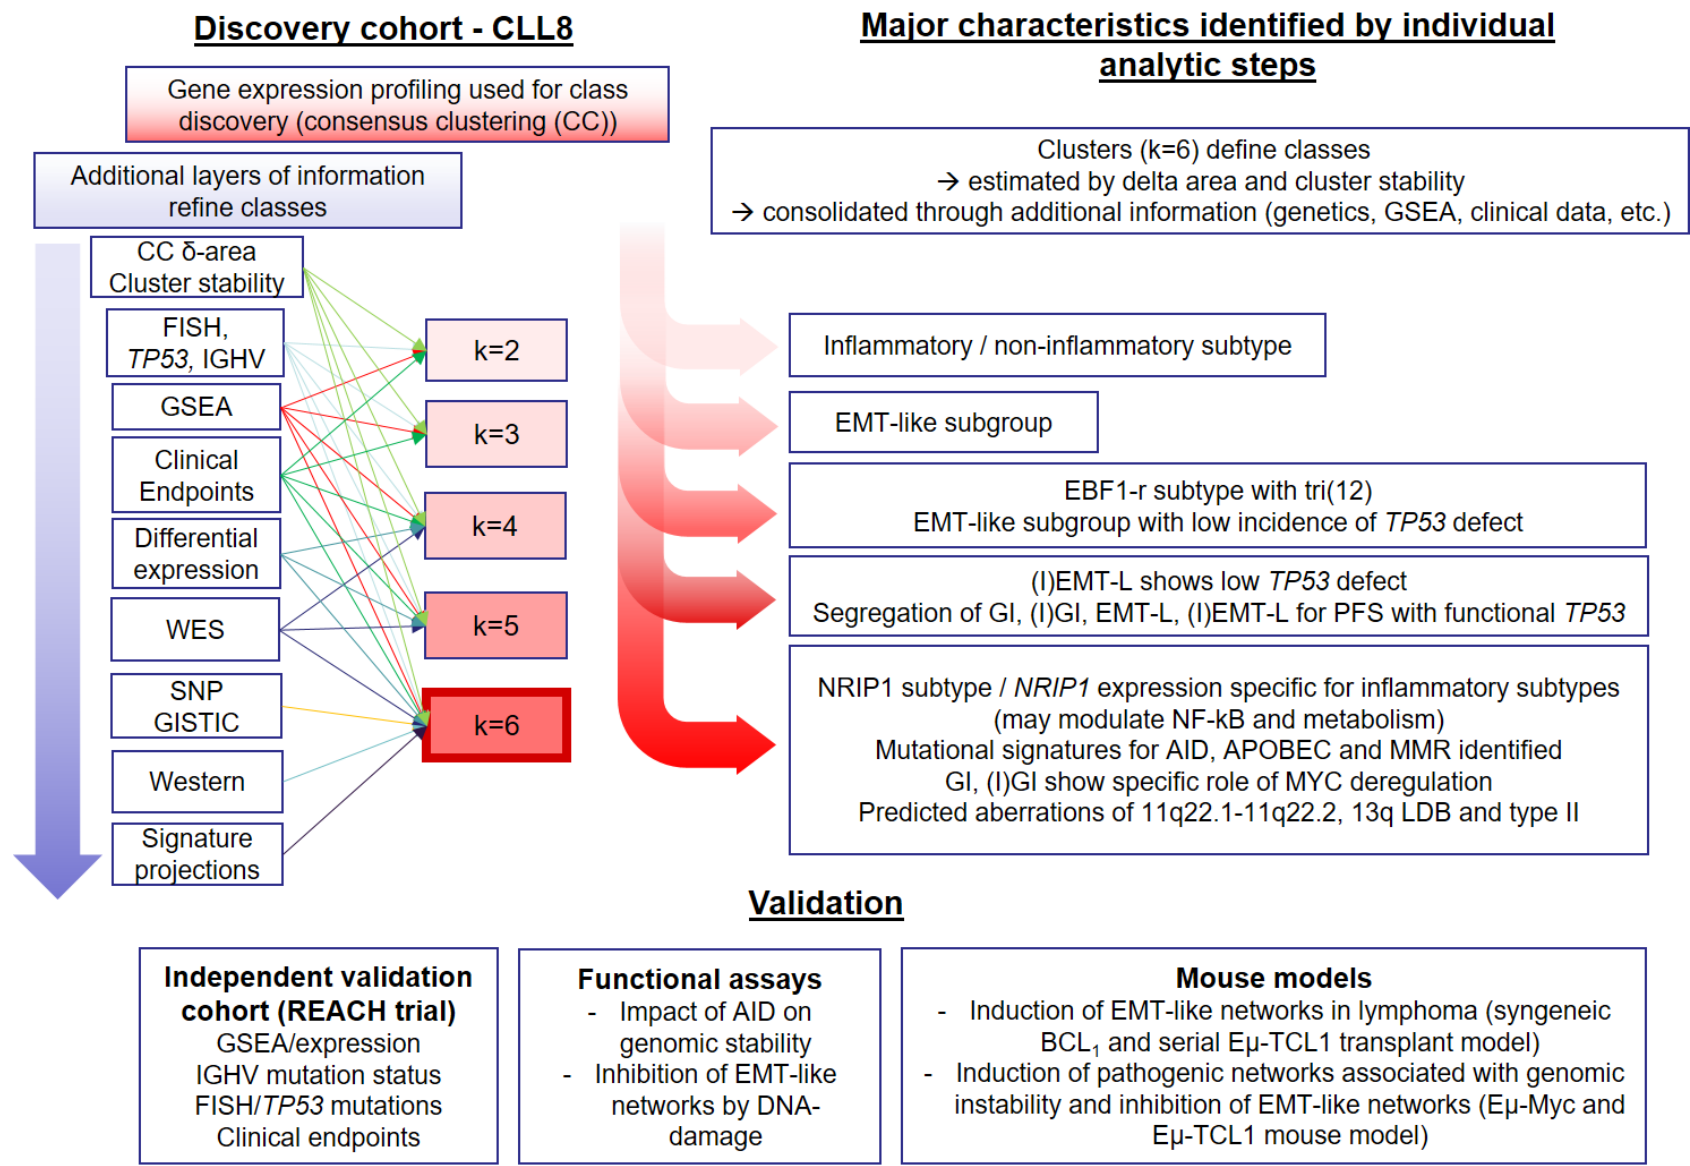 Discovery cohort - CLL8
Gene expression profiling used for class
discovery (consensus clustering (CC))
Additional layers of information
refine classes
CC δ-area
Cluster stability
FISH,
TP53, IGHV
GSEA
Clinical
Endpoints
Differential
expression
WES
SNP
GISTIC
Western
Signature
projections
k=2
k=3
k=4
k=5
k=6
Major characteristics identified by individual
analytic steps
Clusters (k=6) define classes
→ estimated by delta area and cluster stability
→ consolidated through additional information (genetics, GSEA, clinical data, etc.)
Inflammatory / non-inflammatory subtype
EMT-like subgroup
EBF1-r subtype with tri(12)
EMT-like subgroup with low incidence of TP53 defect
(I)EMT-L shows low TP53 defect
Segregation of GI, (I)GI, EMT-L, (I)EMT-L for PFS with functional TP53
NRIP1 subtype / NRIP1 expression specific for inflammatory subtypes
(may modulate NF-kB and metabolism)
Mutational signatures for AID, APOBEC and MMR identified
GI, (I)GI show specific role of MYC deregulation
Predicted aberrations of 11q22.1-11q22.2, 13q LDB and type II
Validation
Independent validation
cohort (REACH trial)
GSEA/expression
IGHV mutation status
FISH/TP53 mutations
Clinical endpoints
Functional assays
- Impact of AID on
genomic stability
- Inhibition of EMT-like
networks by DNA-
damage
Mouse models
- Induction of EMT-like networks in lymphoma (syngeneic
BCL₁ and serial Eµ-TCL1 transplant model)
- Induction of pathogenic networks associated with genomic
instability and inhibition of EMT-like networks (Eµ-Myc and
Eµ-TCL1 mouse model)